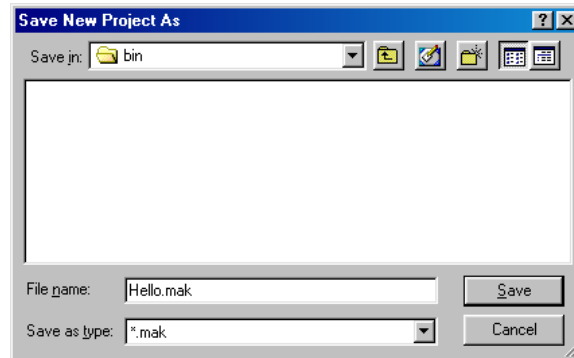 Save New Project As
Save in: bin
File name: Hello.mak
Save
Save as type: *.mak
Cancel